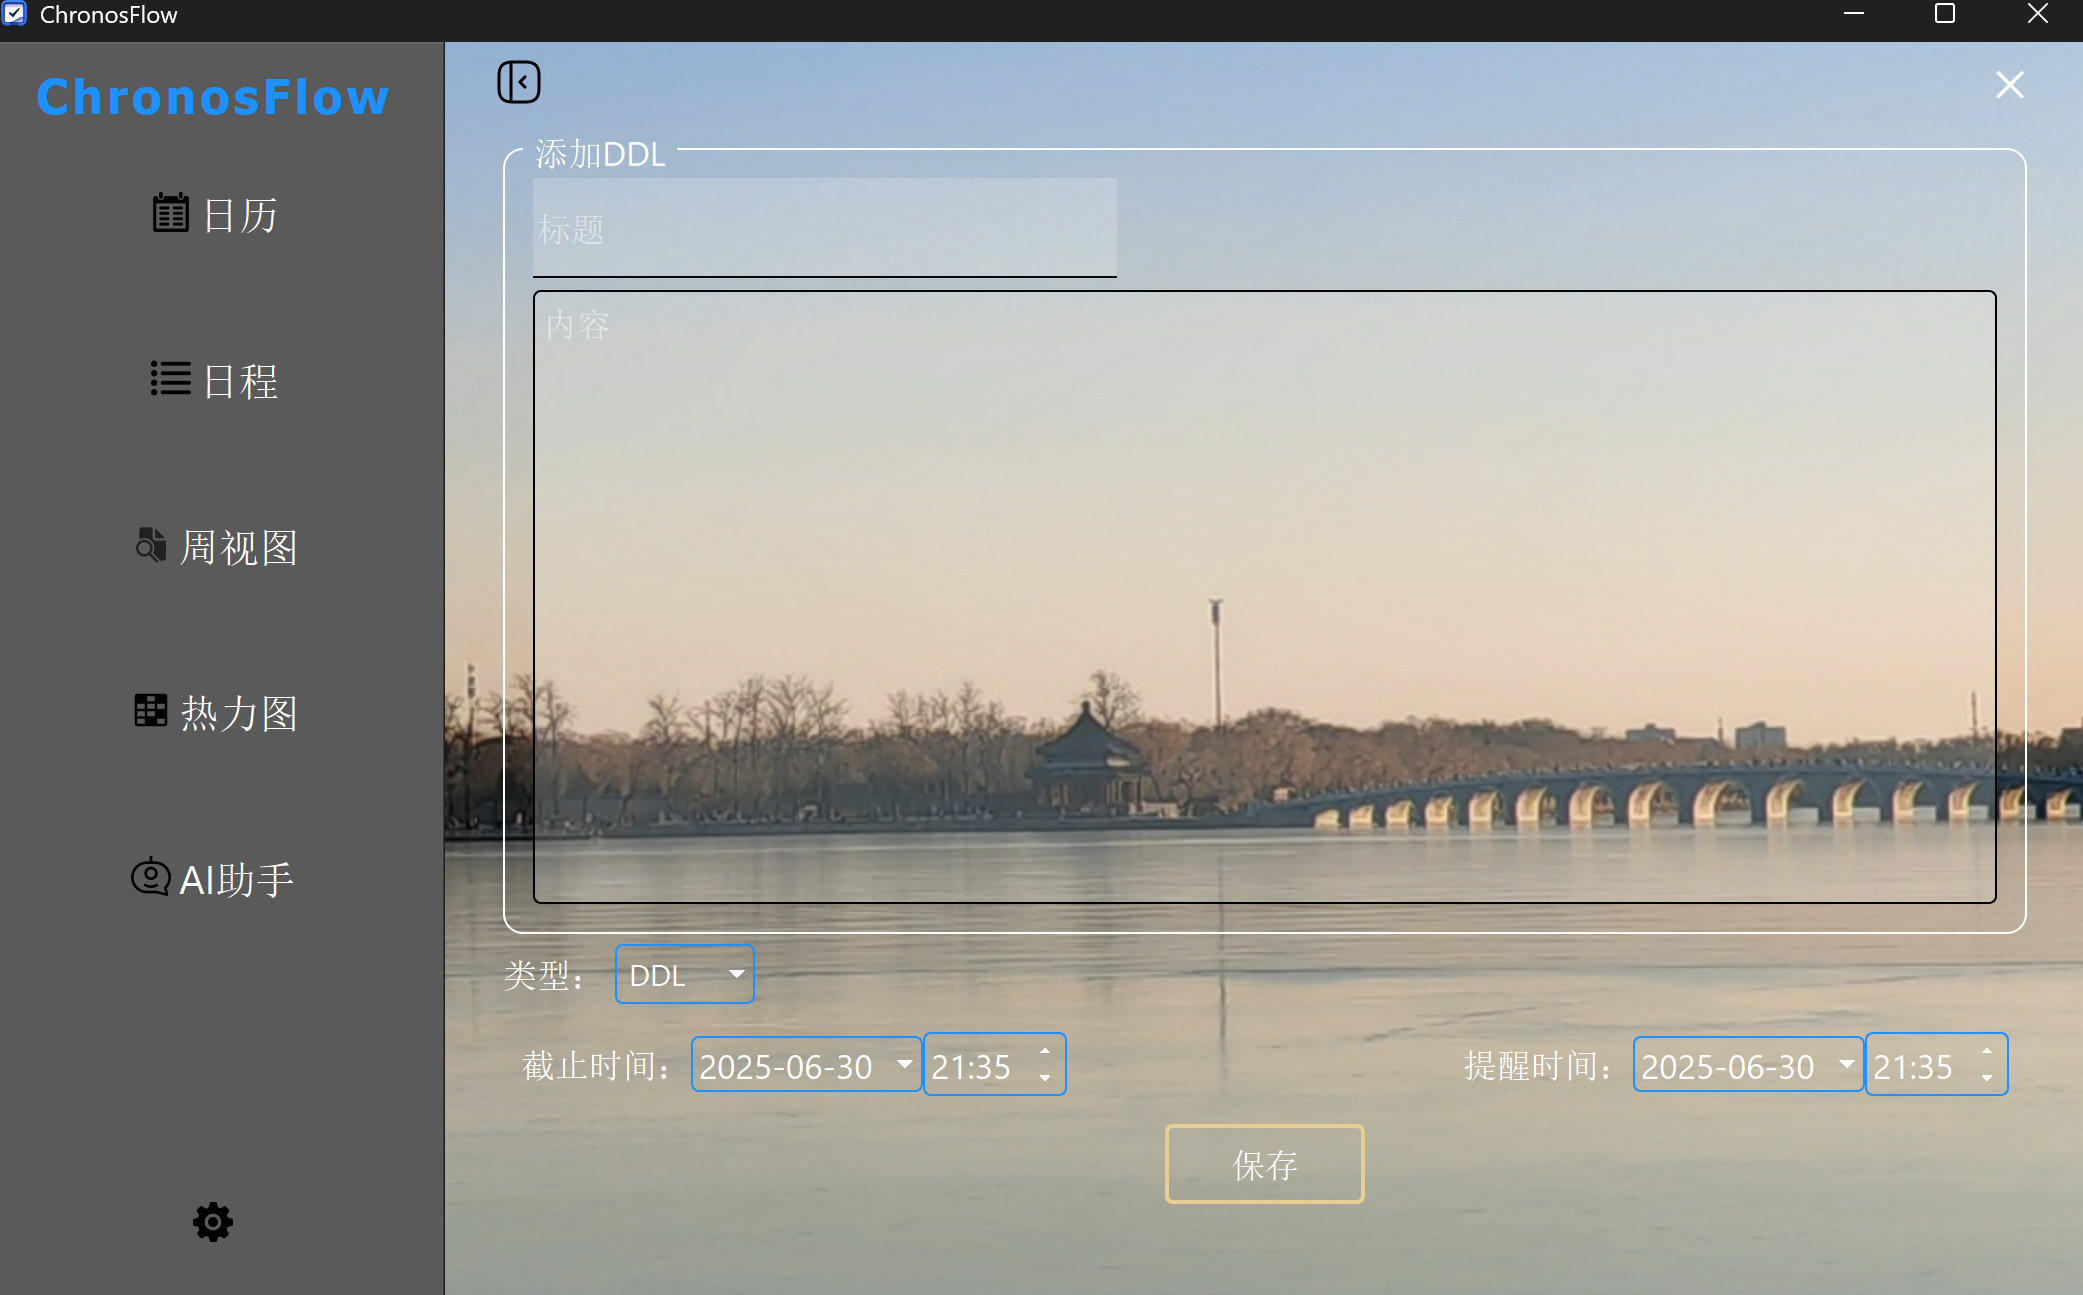 ChronosFlow
ChronosFlow
日历
日程
周视图
热力图
AI助手
添加DDL
标题
内容
类型： DDL
截止时间： 2025-06-30 21:35
提醒时间： 2025-06-30 21:35
保存